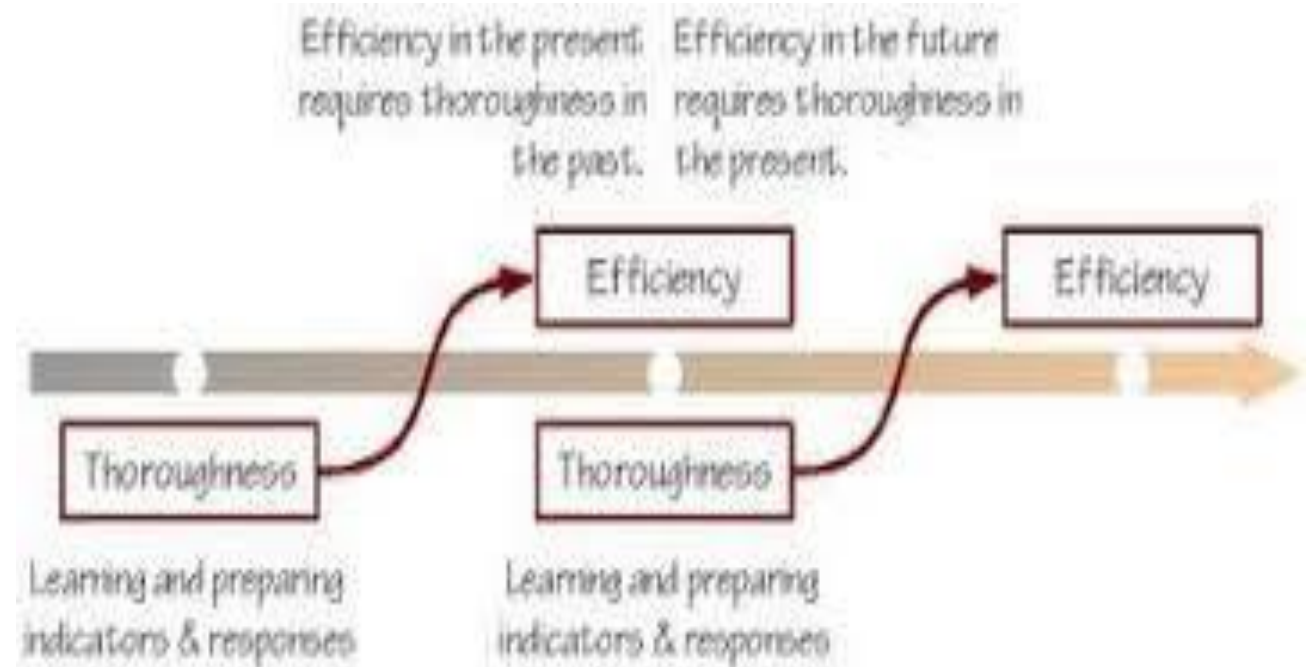 Efficiency in the present
requires thoroughness in
the past.
Efficiency in the future
requires thoroughness in
the present.
Efficiency
Efficiency
Thoroughness
Thoroughness
Learning and preparing
indicators & responses
Learning and preparing
indicators & responses